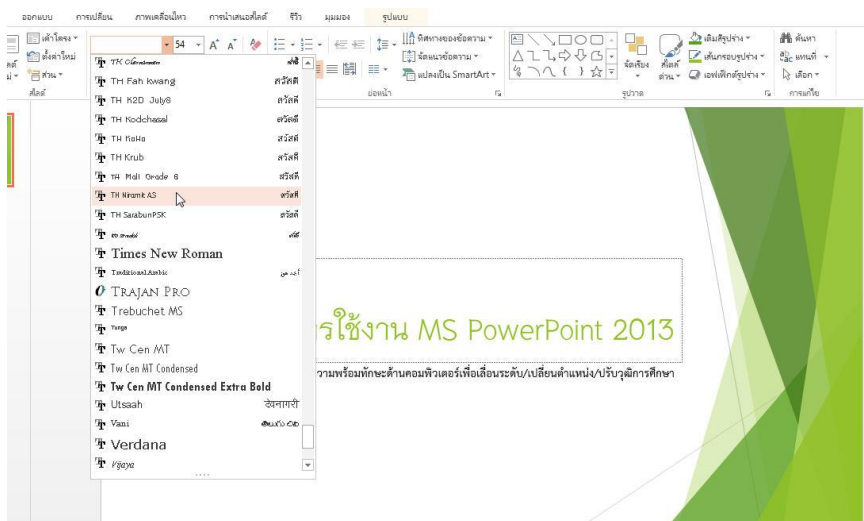 ออกแบบ การเปลี่ยน ภาพเคลื่อนไหว การนำเสนอสไลด์ รีวิว มุมมอง รูปแบบ
เค้าโครง
ตั้งค่าใหม่
ส่วน
สไลด์
54
ทิศทางของข้อความ
จัดแนวข้อความ
แปลงเป็น SmartArt
ย่อหน้า
จัดเรียง
สไตล์
ด่วน
เติมสีรูปร่าง
เส้นกรอบรูปร่าง
เอฟเฟ็กต์รูปร่าง
รูปวาด
ค้นหา
แทนที่
เลือก
การแก้ไข
TH Fah kwang สวัสดี
TH K2D July8 สวัสดี
TH Kodchasal สวัสดี
TH KoHo สวัสดี
TH Krub สวัสดี
TH Mali Grade 6 สวัสดี
TH Niramit AS สวัสดี
TH SarabunPSK สวัสดี
Times New Roman
Traditional Arabic أبجد هوز
TRAJAN PRO
Trebuchet MS
Tunga
Tw Cen MT
Tw Cen MT Condensed
Tw Cen MT Condensed Extra Bold
Utsaah देवनागरी
Vani
Verdana
Vijaya
รใช้งาน MS PowerPoint 2013
วามพร้อมทักษะด้านคอมพิวเตอร์เพื่อเลื่อนระดับ/เปลี่ยนตำแหน่ง/ปรับวุฒิการศึกษา